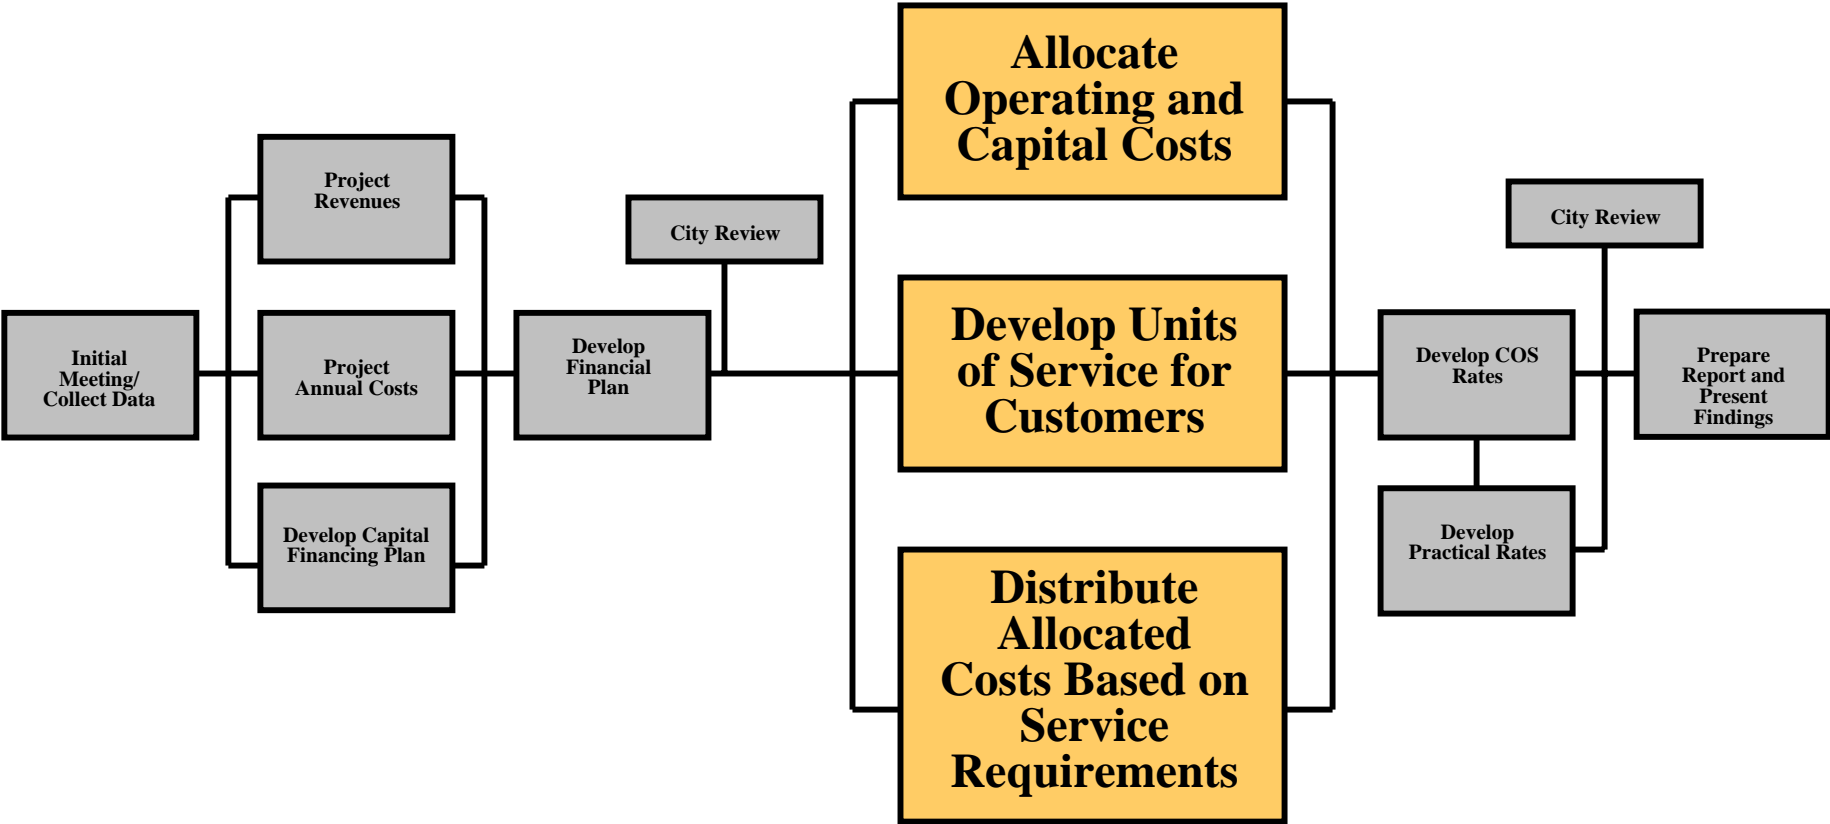 Initial
Meeting/
Collect Data
Project
Revenues
Project
Annual Costs
Develop Capital
Financing Plan
Develop
Financial
Plan
City Review
Allocate
Operating and
Capital Costs
Develop Units
of Service for
Customers
Distribute
Allocated
Costs Based on
Service
Requirements
Develop COS
Rates
Develop
Practical Rates
City Review
Prepare
Report and
Present
Findings